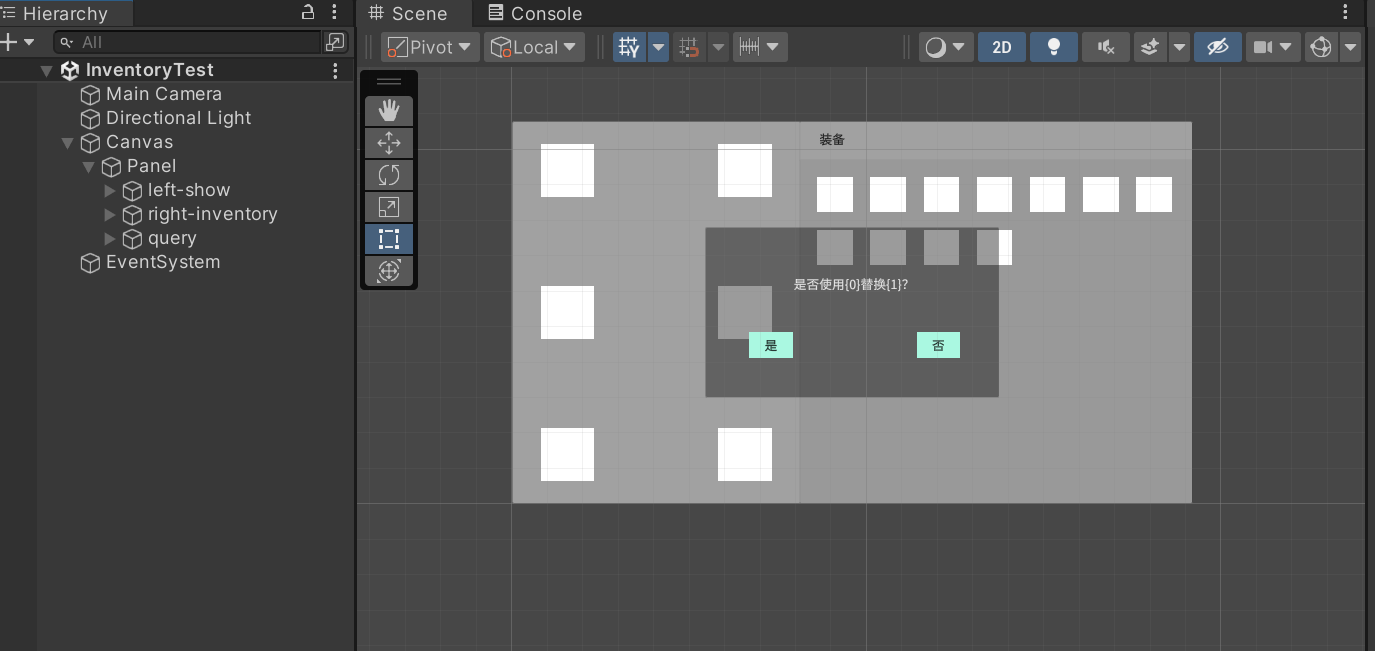 Hierarchy
All
InventoryTest
Main Camera
Directional Light
Canvas
Panel
left-show
right-inventory
query
EventSystem
Scene
Console
Pivot
Local
2D
装备
是否使用{0}替换{1}?
是
否